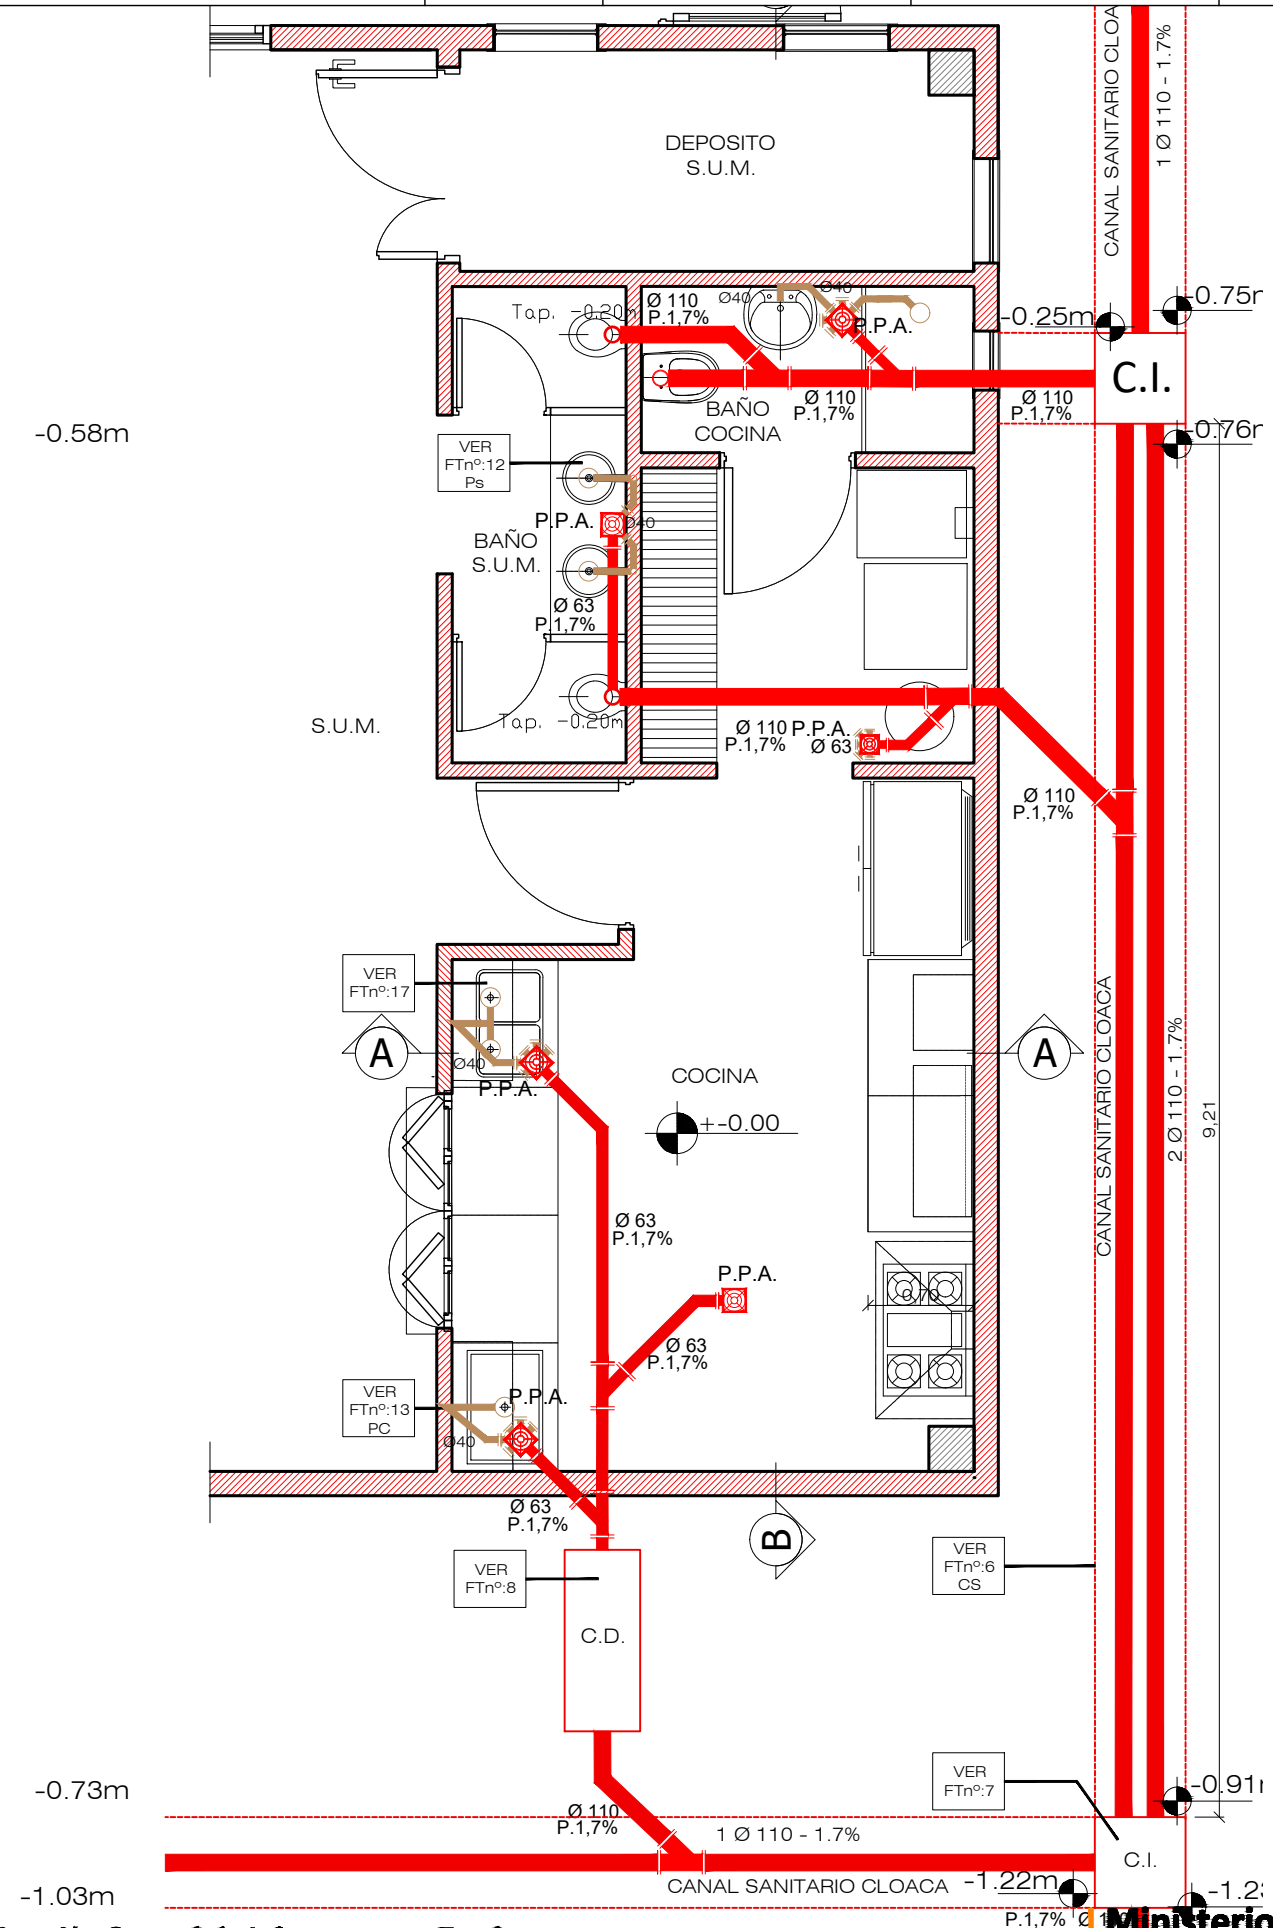 CANAL SANITARIO CLOA
1 Ø 110 - 1.7%
DEPOSITO
S.U.M.
Tap. -0.20m
Ø 110
P.1,7%
Ø40
Ø40
P.P.A.
-0.25m
-0.75m
C.I.
BAÑO
COCINA
Ø 110
P.1,7%
Ø 110
P.1,7%
-0.76m
-0.58m
VER
FTnº:12
Ps
P.P.A.
Ø40
BAÑO
S.U.M.
Ø 63
P.1,7%
S.U.M.
Tap. -0.20m
Ø 110
P.1,7%
P.P.A.
Ø 63
Ø 110
P.1,7%
VER
FTnº:17
A
Ø40
P.P.A.
COCINA
+-0.00
A
CANAL SANITARIO CLOACA
2 Ø 110 - 1.7%
9,21
Ø 63
P.1,7%
P.P.A.
0.70
Ø 63
P.1,7%
VER
FTnº:13
PC
P.P.A.
Ø40
Ø 63
P.1,7%
B
VER
FTnº:8
VER
FTnº:6
CS
C.D.
VER
FTnº:7
-0.73m
-0.91
Ø 110
P.1,7%
1 Ø 110 - 1.7%
C.I.
CANAL SANITARIO CLOACA
-1.22m
-1.03m
P.1,7%
Ministerio